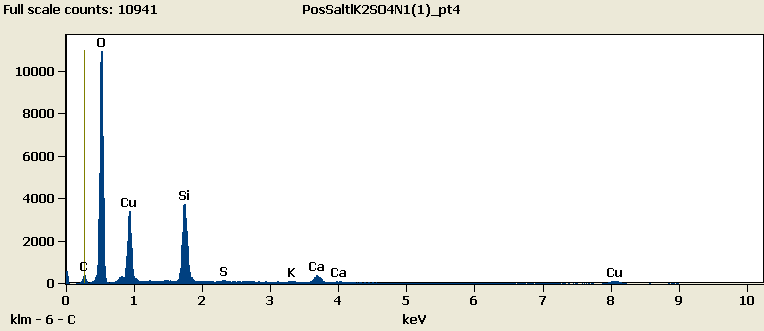 Full scale counts: 10941 PosSaltlK2SO4N1(1)_pt4
O
10000
8000
6000
4000
Cu
Si
2000
C
S
K
Ca
Ca
Cu
0
0 1 2 3 4 5 6 7 8 9 10
klm - 6 - C keV